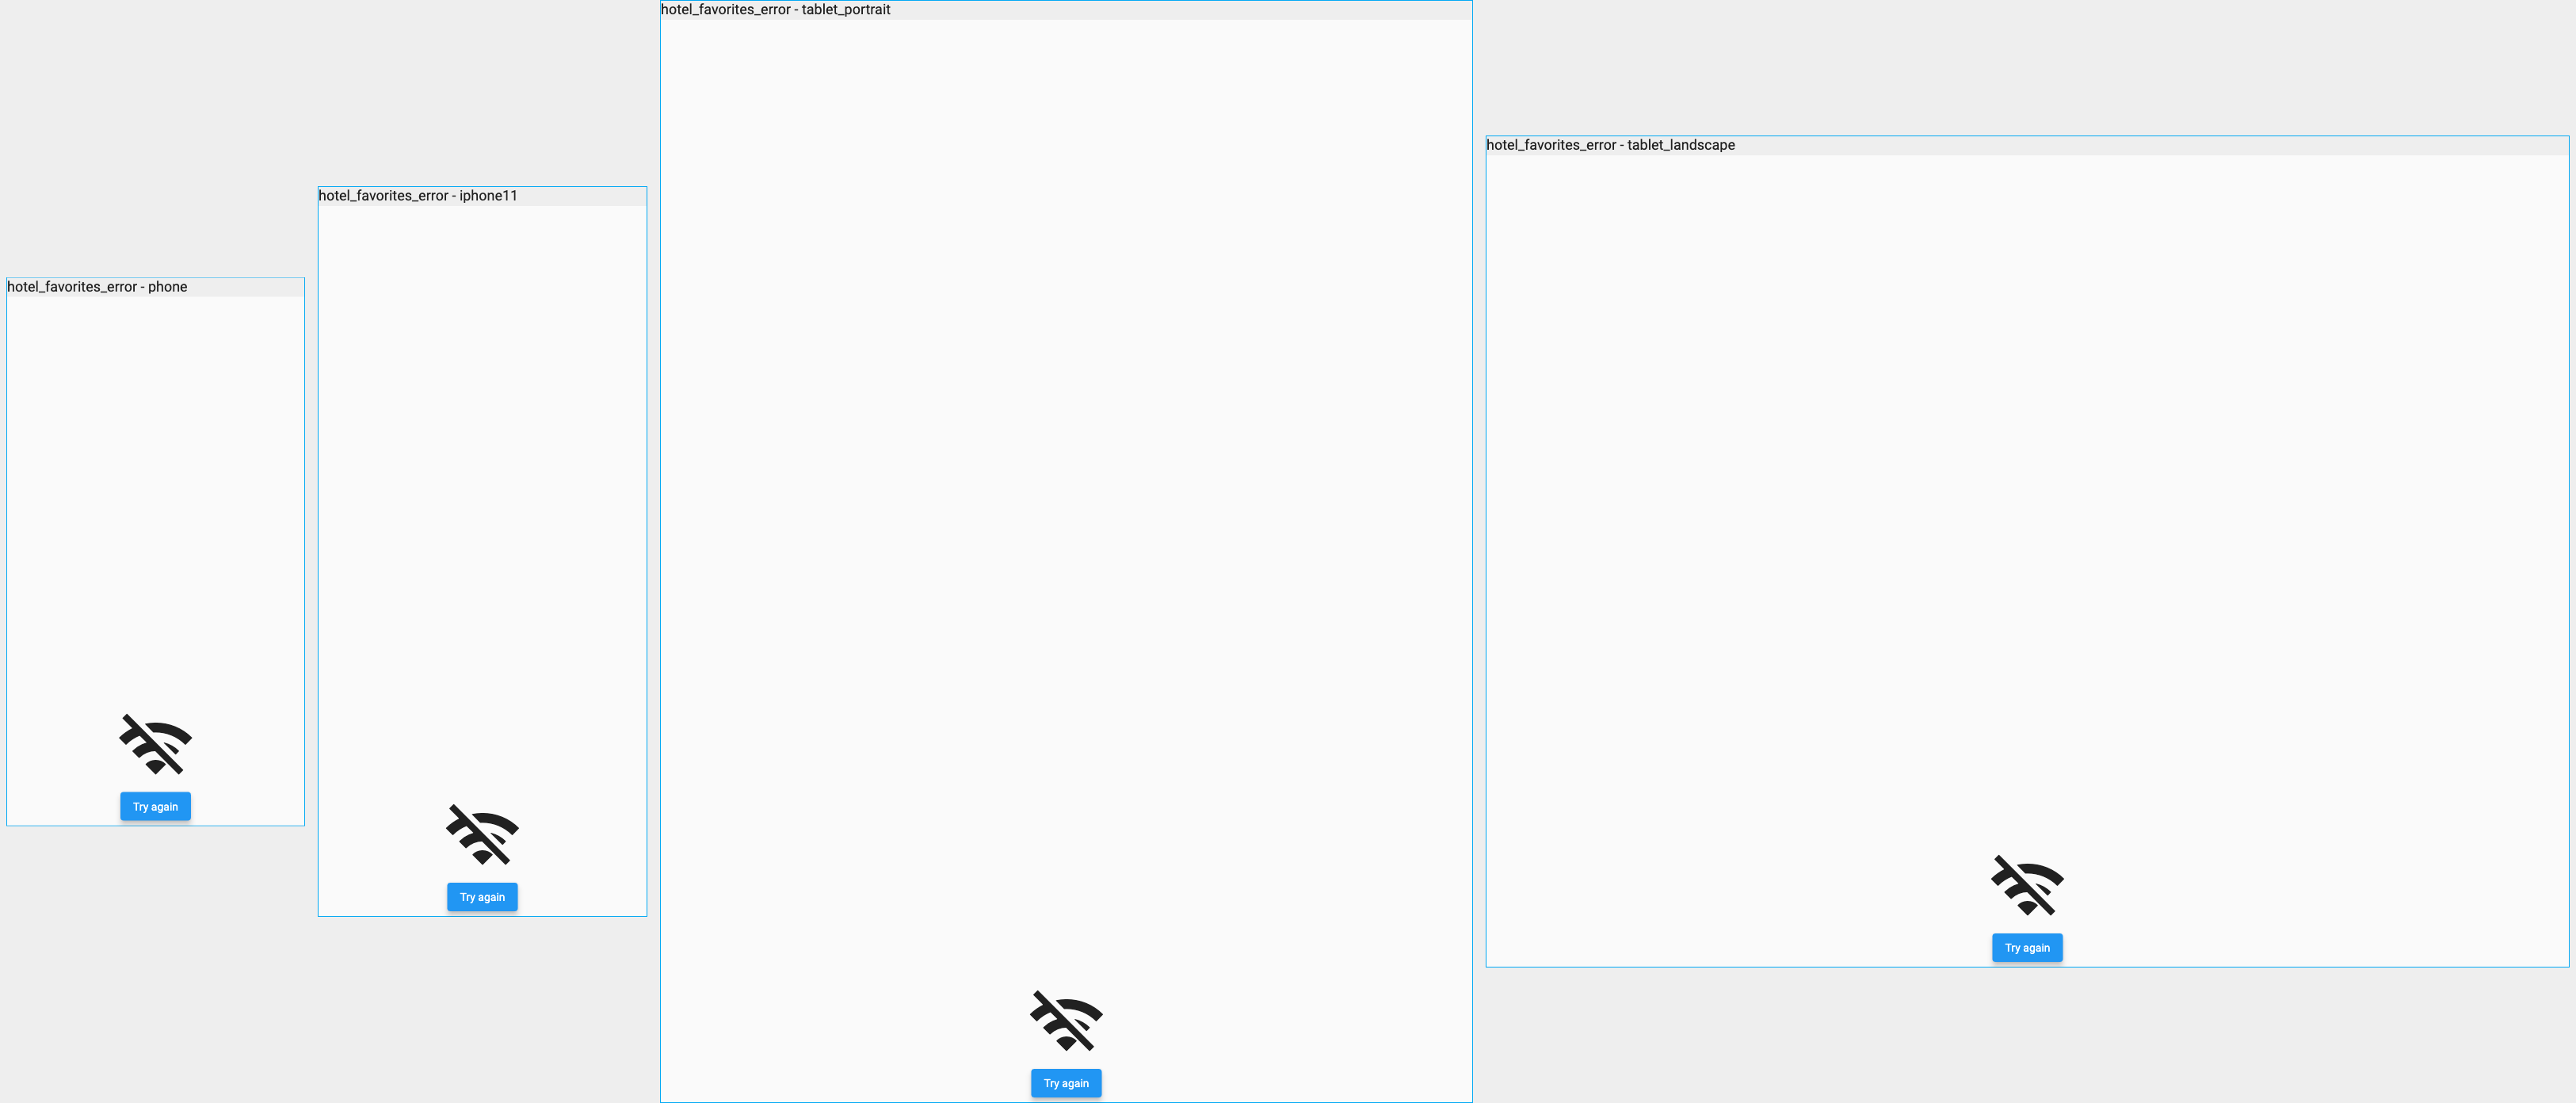 hotel_favorites_error - phone
Try again
hotel_favorites_error - iphone11
Try again
hotel_favorites_error - tablet_portrait
Try again
hotel_favorites_error - tablet_landscape
Try again